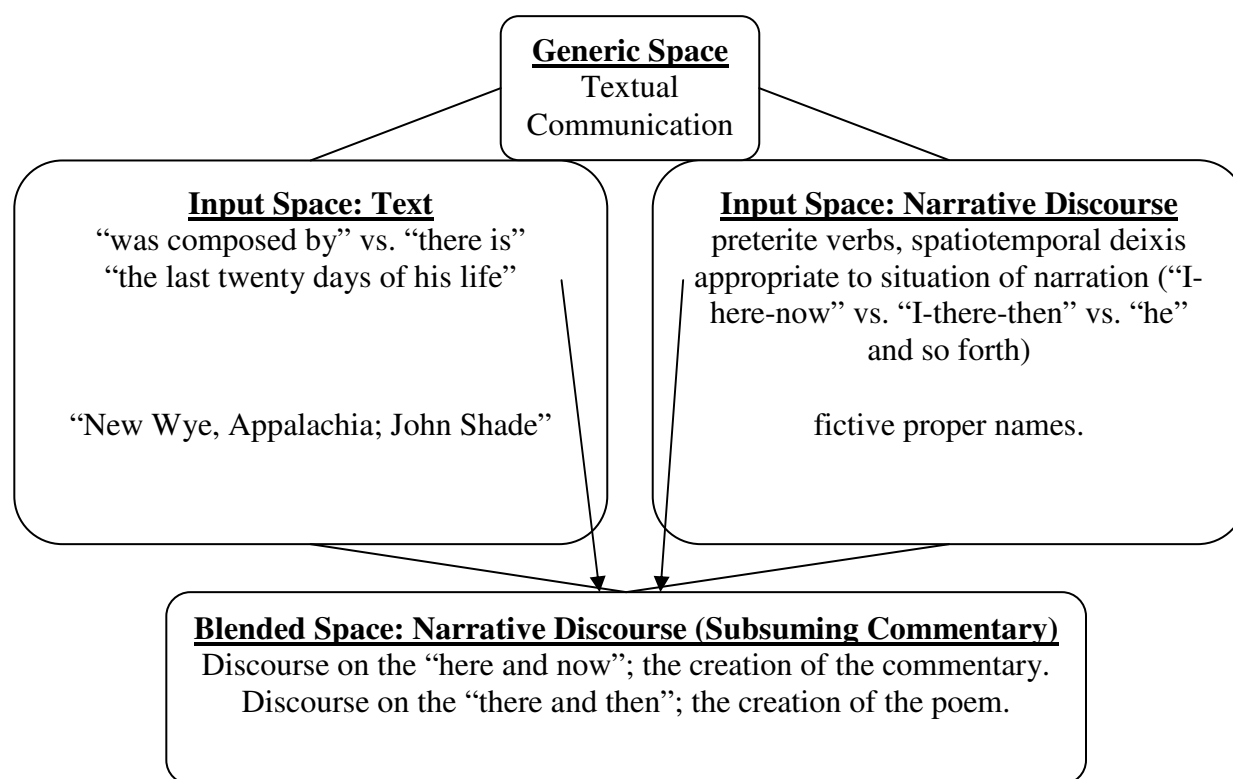 Generic Space
Textual
Communication
Input Space: Text
“was composed by” vs. “there is”
“the last twenty days of his life”
“New Wye, Appalachia; John Shade”
Input Space: Narrative Discourse
preterite verbs, spatiotemporal deixis
appropriate to situation of narration (“I-
here-now” vs. “I-there-then” vs. “he”
and so forth)
fictive proper names.
Blended Space: Narrative Discourse (Subsuming Commentary)
Discourse on the “here and now”; the creation of the commentary.
Discourse on the “there and then”; the creation of the poem.